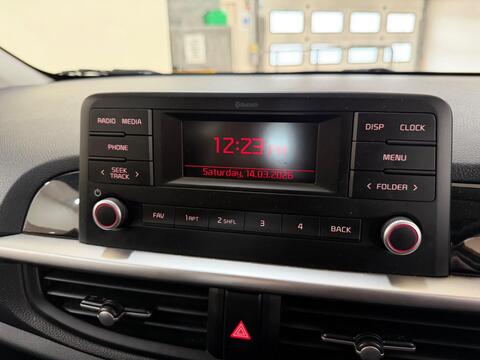 Bluetooth
RADIO MEDIA
PHONE
SEEK
TRACK
12:23
Saturday, 14.03.2026
DISP CLOCK
MENU
FOLDER
FAV 1 RPT 2 SHFL 3 4 BACK